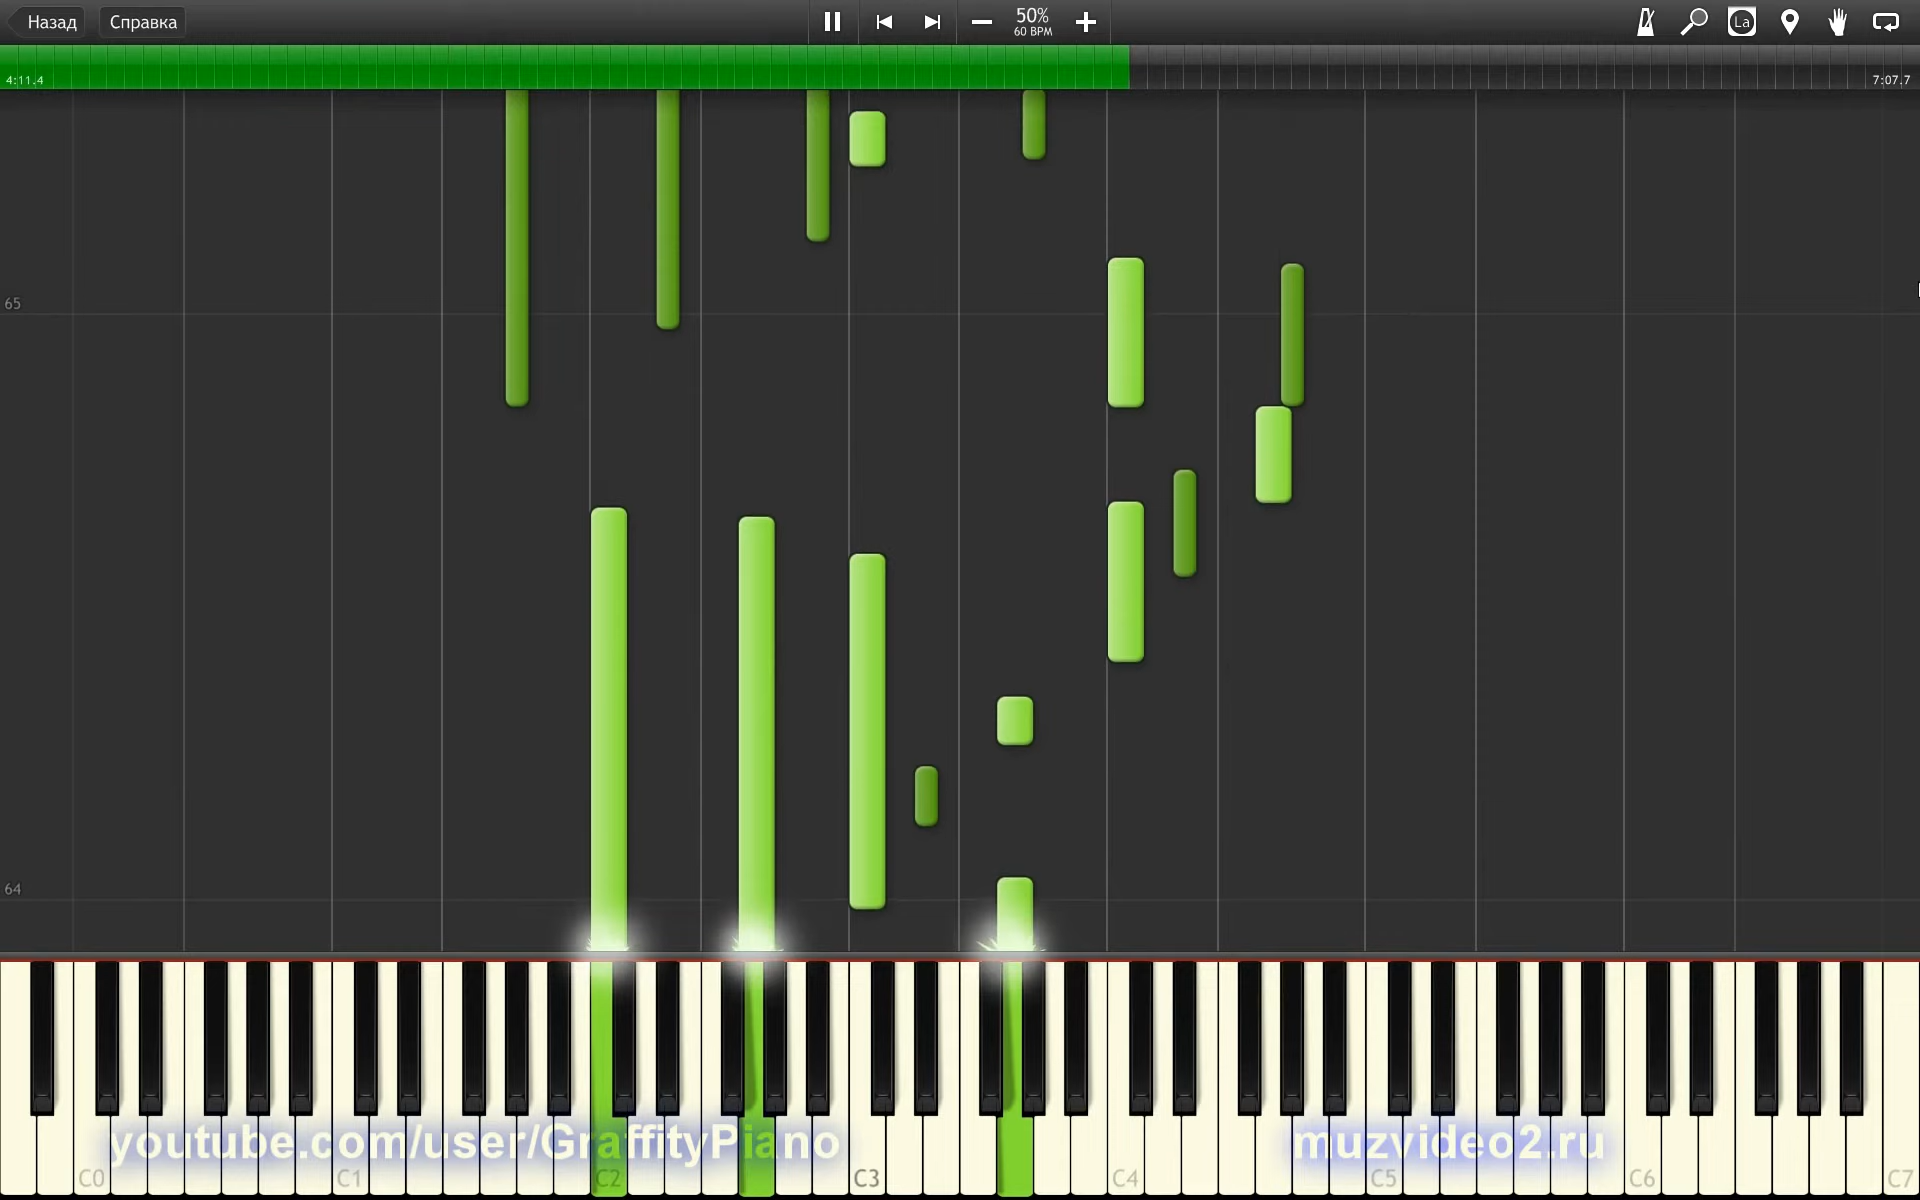 Назад
Справка
50%
60 BPM
La
4:11.4
7:07.7
65
64
youtube.com/user/GraffityPiano
muzvideo2.ru
C0
C1
C2
C3
C4
C5
C6
C7